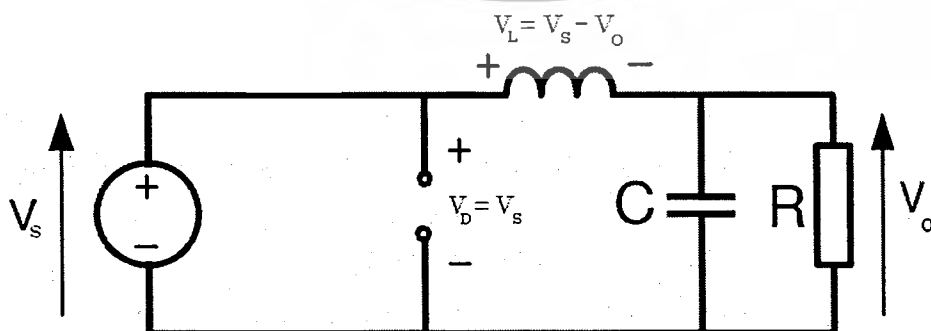 V_L = V_S - V_O
+ −
+
V_S
+
−
V_D = V_S
−
C
R
V_o